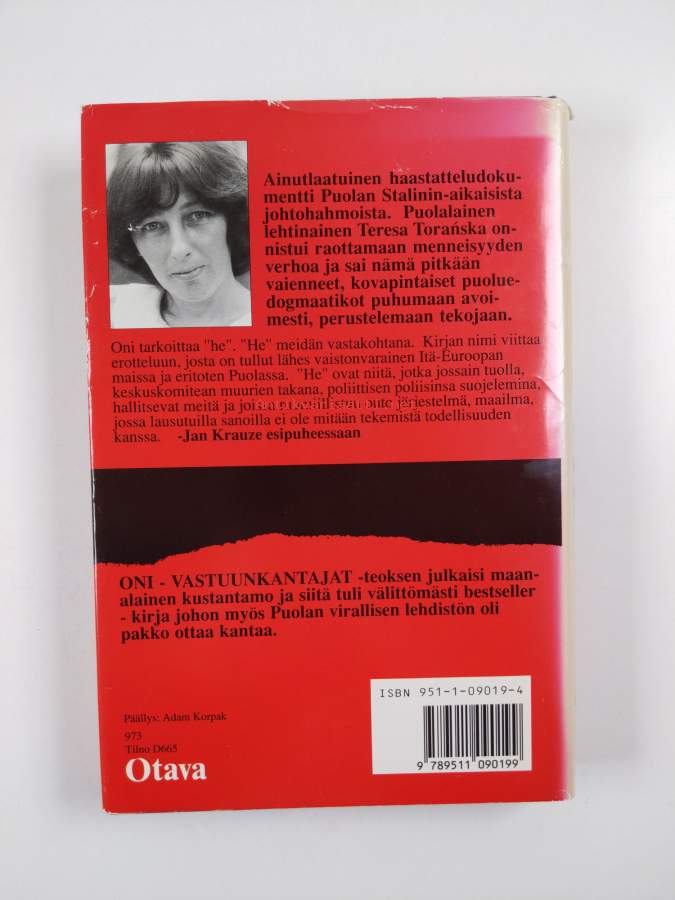 Ainutlaatuinen haastatteludoku-
mentti Puolan Stalinin-aikaisista
johtohahmoista. Puolalainen
lehtinainen Teresa Torańska on-
nistui raottamaan menneisyyden
verhoa ja sai nämä pitkään
vaienneet, kovapintaiset puolue-
dogmaatikot puhumaan avoi-
mesti, perustelemaan tekojaan.
Oni tarkoittaa "he". "He" meidän vastakohtana. Kirjan nimi viittaa
erotteluun, josta on tullut lähes vaistonvarainen Itä-Euroopan
maissa ja eritoten Puolassa. "He" ovat niitä, jotka jossain tuolla,
keskuskomitean muurien takana, poliittisen poliisinsa suojelemina,
hallitsevat meitä ja joista puolestaan outo järjestelmä, maailma,
jossa lausutuilla sanoilla ei ole mitään tekemistä todellisuuden
kanssa. -Jan Krauze esipuheessaan
ONI - VASTUUNKANTAJAT -teoksen julkaisi maan-
alainen kustantamo ja siitä tuli välittömästi bestseller
- kirja johon myös Puolan virallisen lehdistön oli
pakko ottaa kantaa.
ISBN 951-1-09019-4
Päällys: Adam Korpak
973
Tilno D665
Otava
9 789511 090199